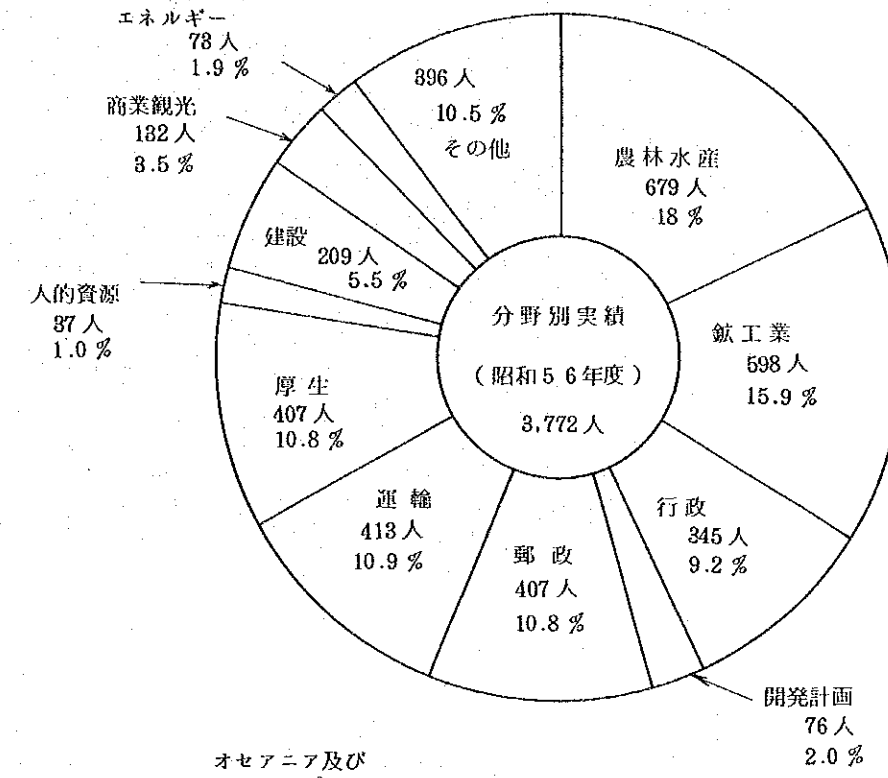 エネルギー
73人
1.9 %
商業観光
132人
3.5 %
396人
10.5 %
その他
農林水産
679人
18 %
建設
209人
5.5 %
人的資源
37人
1.0 %
分野別実績
(昭和56年度)
3,772人
鉱工業
598人
15.9 %
厚生
407人
10.8 %
運輸
413人
10.9 %
郵政
407人
10.8 %
行政
345人
9.2 %
開発計画
76人
2.0 %
オセアニア及び